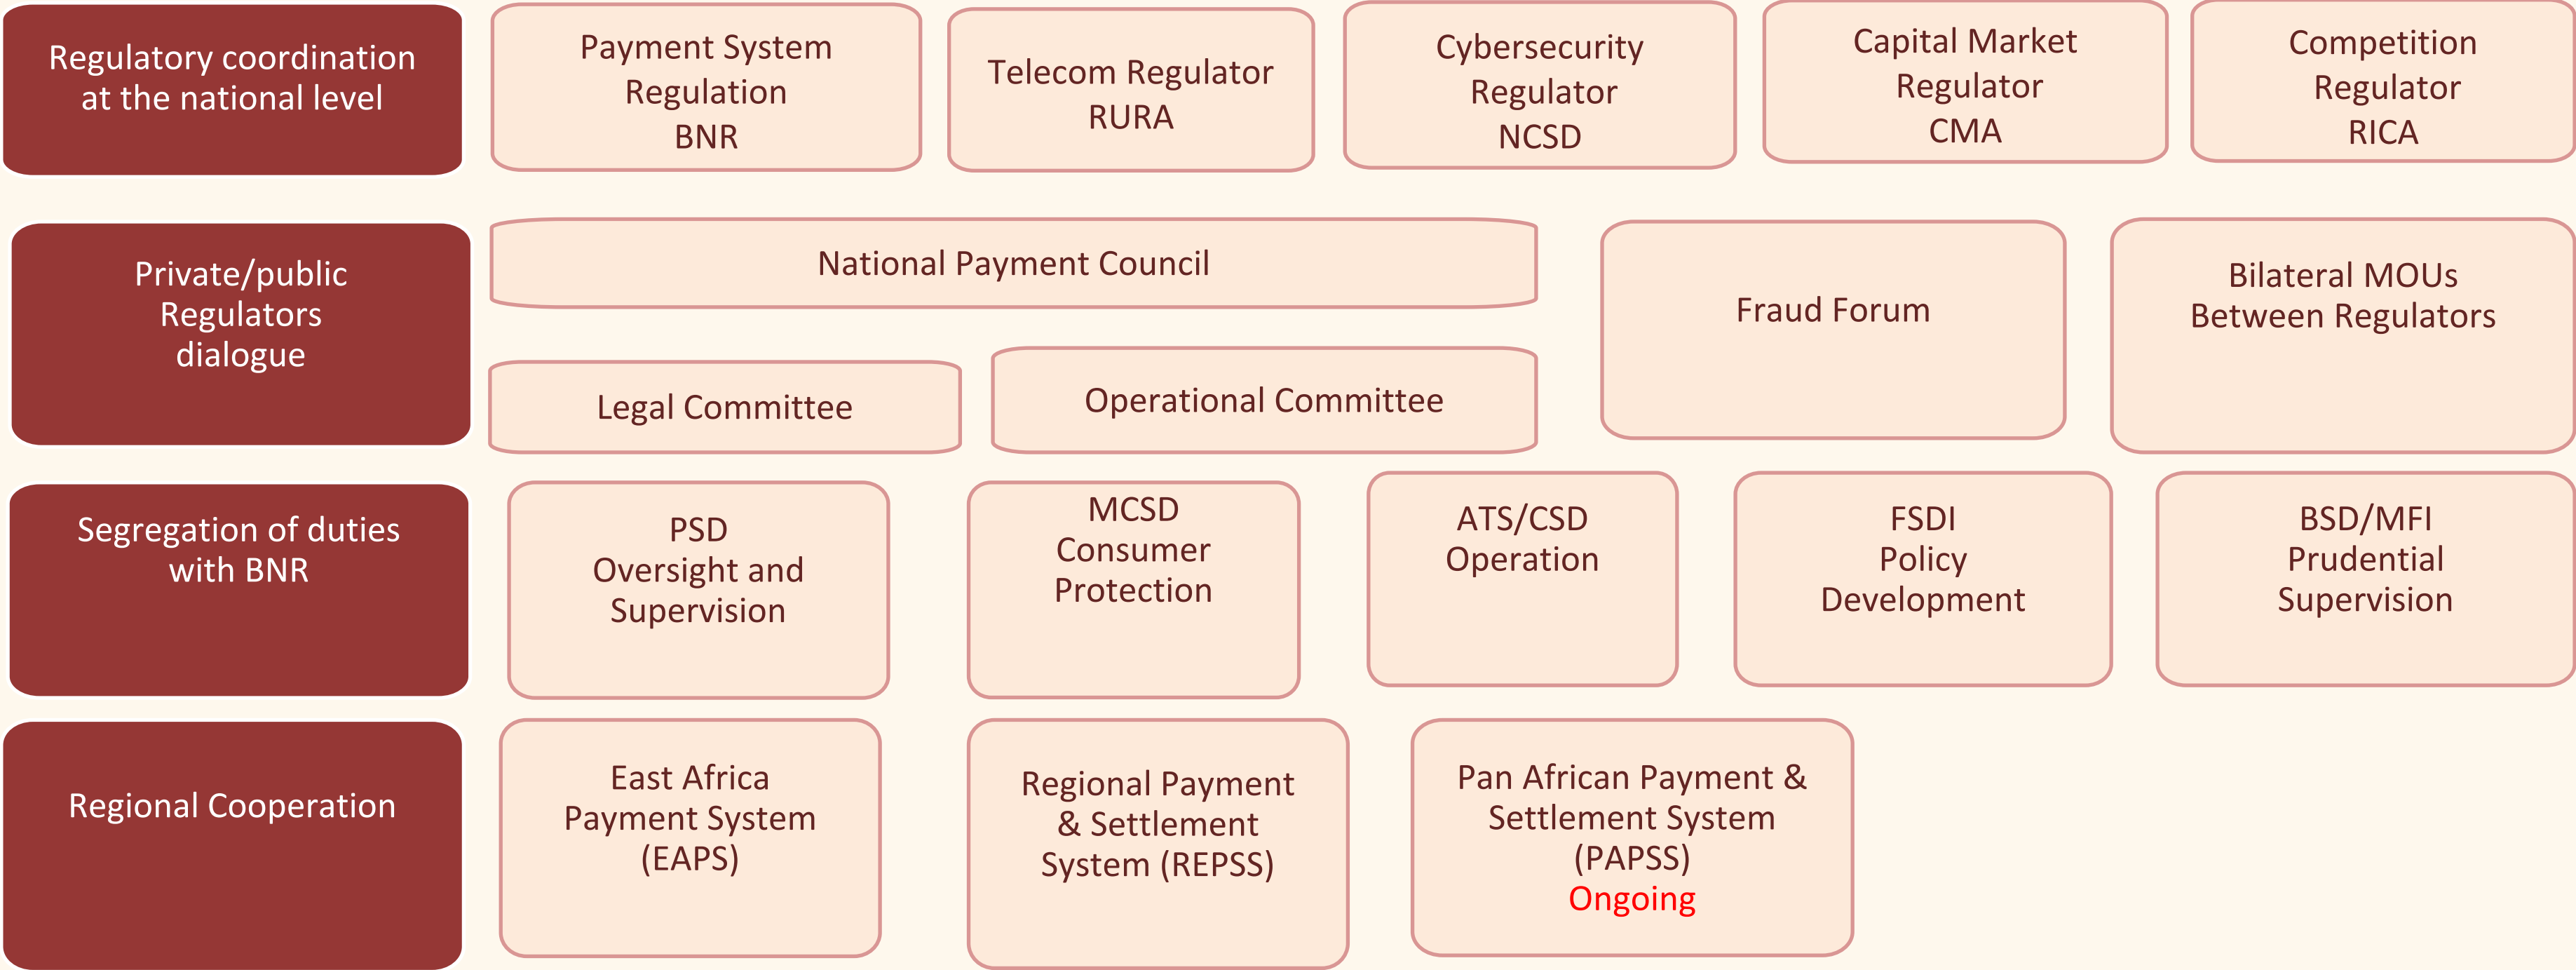 Regulatory coordination
at the national level
Payment System
Regulation
BNR
Telecom Regulator
RURA
Cybersecurity
Regulator
NCSD
Capital Market
Regulator
CMA
Competition
Regulator
RICA
Private/public
Regulators
dialogue
National Payment Council
Legal Committee
Operational Committee
Fraud Forum
Bilateral MOUs
Between Regulators
Segregation of duties
with BNR
PSD
Oversight and
Supervision
MCSD
Consumer
Protection
ATS/CSD
Operation
FSDI
Policy
Development
BSD/MFI
Prudential
Supervision
Regional Cooperation
East Africa
Payment System
(EAPS)
Regional Payment
& Settlement
System (REPSS)
Pan African Payment &
Settlement System
(PAPSS)
Ongoing